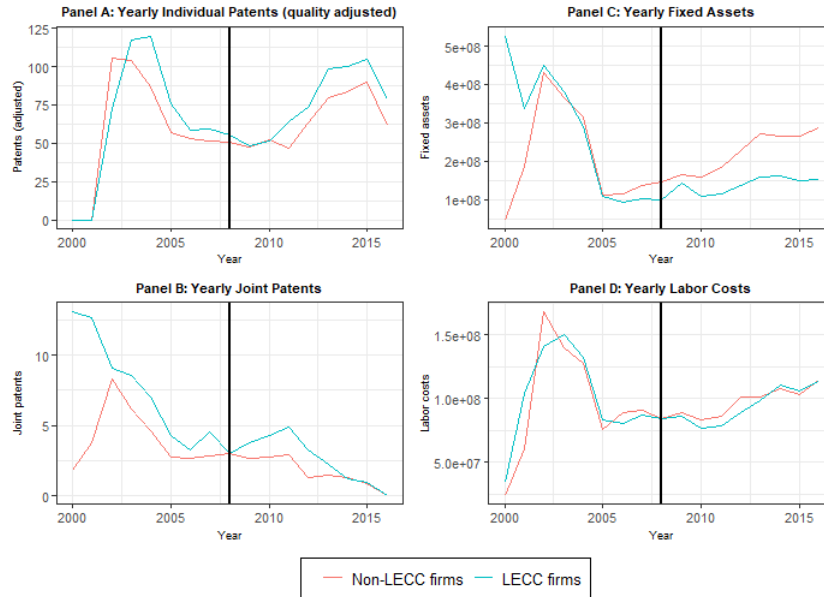 Panel A: Yearly Individual Patents (quality adjusted)
125
100
75
50
25
0
Patents (adjusted)
2000 2005 2010 2015
Year
Panel C: Yearly Fixed Assets
5e+08
4e+08
3e+08
2e+08
1e+08
Fixed assets
2000 2005 2010 2015
Year
Panel B: Yearly Joint Patents
10
5
0
Joint patents
2000 2005 2010 2015
Year
Panel D: Yearly Labor Costs
1.5e+08
1.0e+08
5.0e+07
Labor costs
2000 2005 2010 2015
Year
Non-LECC firms LECC firms